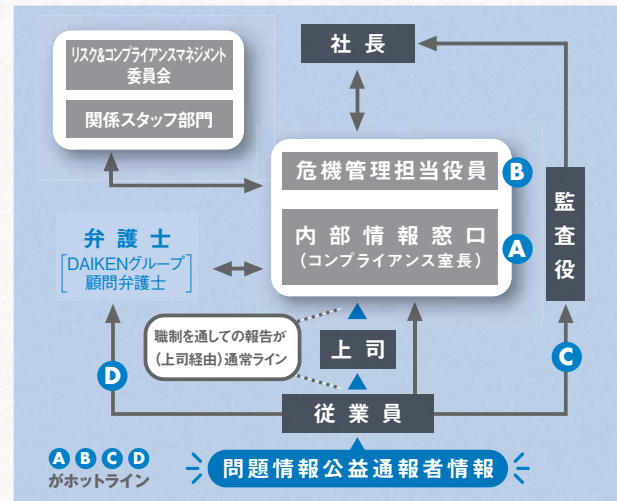 リスク&コンプライアンスマネジメント
委員会
関係スタッフ部門
社長
危機管理担当役員
B
内部情報窓口
(コンプライアンス室長)
A
監査役
弁護士
[DAIKENグループ
顧問弁護士]
職制を通しての報告が
(上司経由)通常ライン
上司
C
D
従業員
A B C D
がホットライン
問題情報公益通報者情報